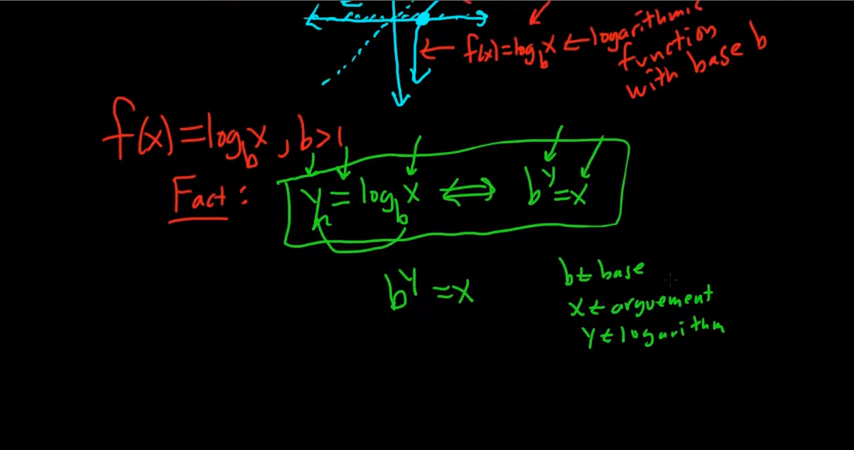 f(x) = log_b x ← logarithmic
function
with base b
f(x) = log_b x , b > 1
Fact : y = log_b x ⟺ b^y = x
b^y = x
b ← base
x ← arguement
y ← logarithm